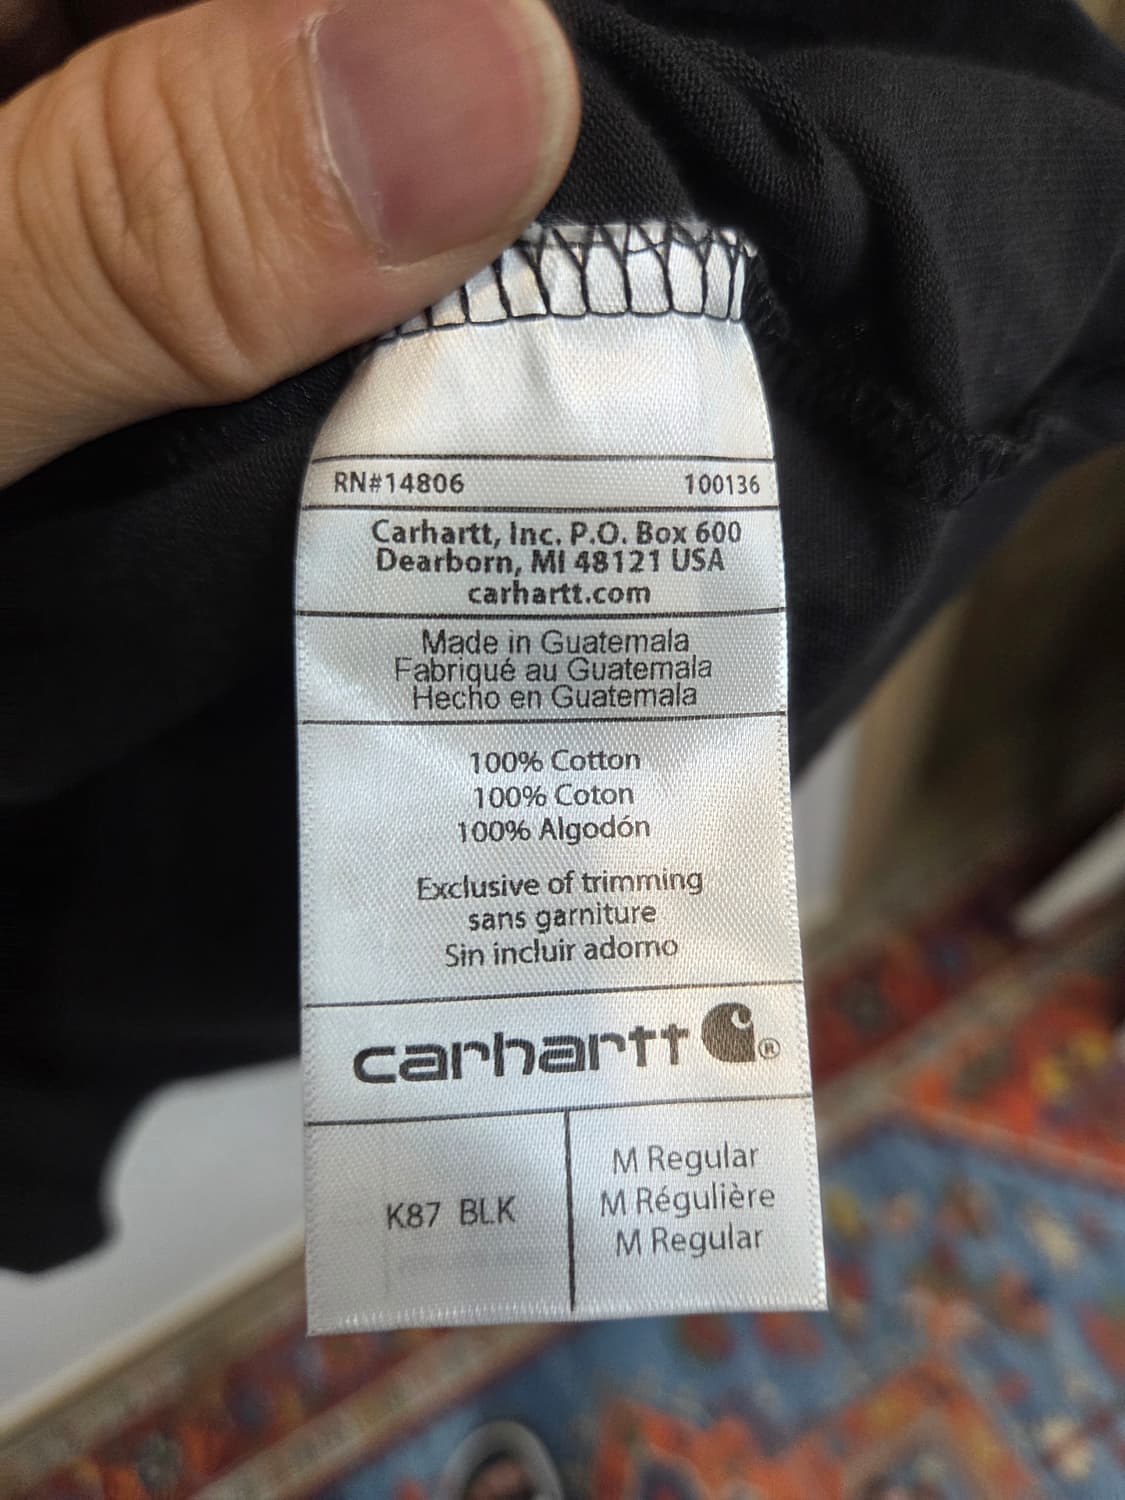 RN#14806 100136
Carhartt, Inc. P.O. Box 600
Dearborn, MI 48121 USA
carhartt.com
Made in Guatemala
Fabriqué au Guatemala
Hecho en Guatemala
100% Cotton
100% Coton
100% Algodón
Exclusive of trimming
sans garniture
Sin incluir adorno
carhartt ®
K87 BLK
M Regular
M Régulière
M Regular